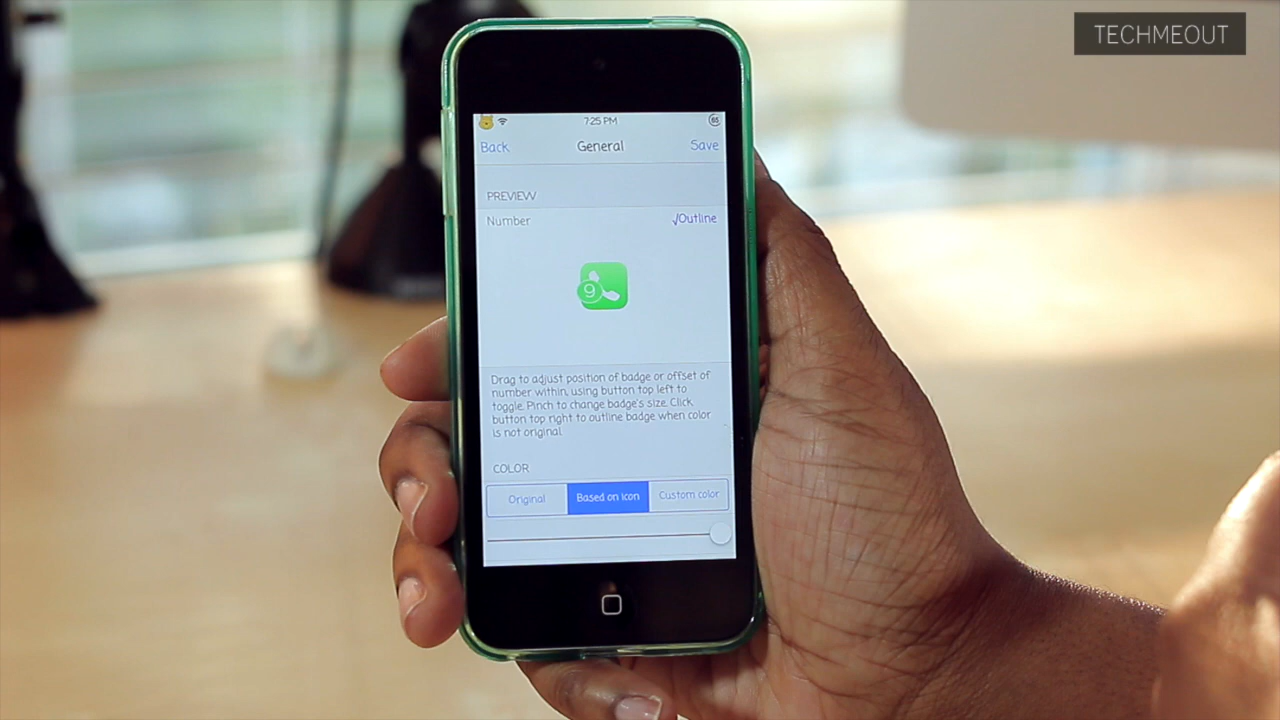 TECHMEOUT
7:25 PM
65
Back General Save
PREVIEW
Number √Outline
9
Drag to adjust position of badge or offset of
number within, using button top left to
toggle. Pinch to change badge's size. Click
button top right to outline badge when color
is not original.
COLOR
Original Based on icon Custom color